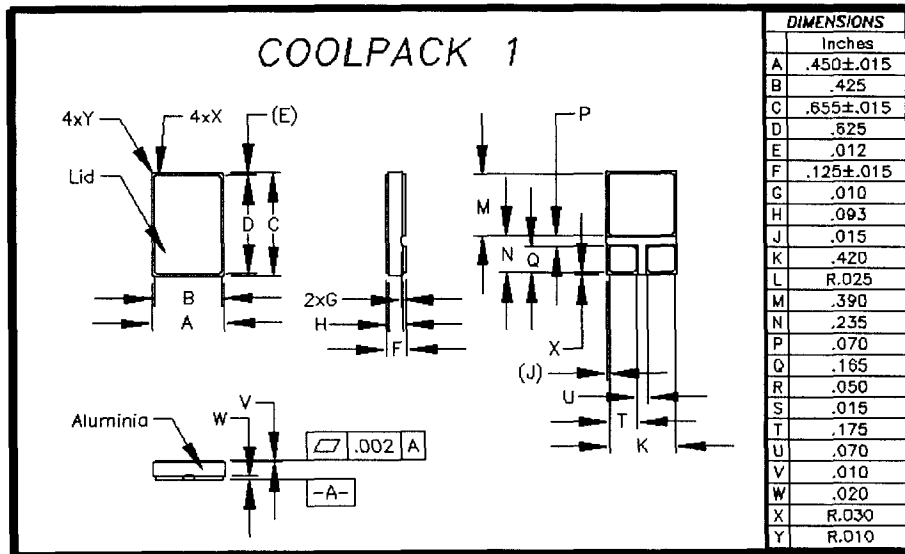 COOLPACK 1
4xY
4xX
(E)
Lid
D
C
B
A
2xG
H
F
P
M
N
Q
X
(J)
U
T
K
Aluminia
V
W
.002 A
-A-
DIMENSIONS
Inches
A .450±.015
B .425
C .655±.015
D .625
E .012
F .125±.015
G .010
H .093
J .015
K .420
L R.025
M .390
N .235
P .070
Q .165
R .050
S .015
T .175
U .070
V .010
W .020
X R.030
Y R.010